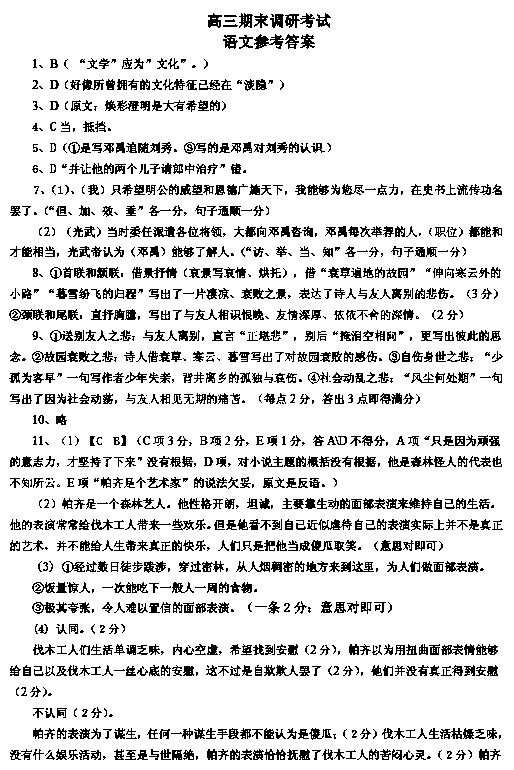 高三期末调研考试
语文参考答案
1、B（ “文学”应为”文化”。）
2、D（好像所曾拥有的文化特征已经在“淡隐”）
3、D（原文：焕彩澄明是大有希望的）
4、C 当，抵挡。
5、D（①是写邓禹追随刘秀。⑤写的是邓禹对刘秀的认识）
6、D “并让他的两个儿子请郎中治疗”错。
7、（1）、（我）只希望明公的威望和恩德广施天下，我能够为您尽一点力，在史书上流传功名
罢了。（“但、加、效、垂”各一分，句子通顺一分）
（2）（光武）当时委任派遣各位将领，大都向邓禹咨询，邓禹每次举荐的人，（职位）都能和
才能相当，光武帝认为（邓禹）能够了解人。（“访、举、当、知”各一分，句子通顺一分）
8、①首联和颔联，借景抒情（哀景写哀情、烘托），借“衰草遍地的故园”“伸向寒云外的
小路”“暮雪纷飞的归程”写出了一片凄凉、衰败之景，表达了诗人与友人离别的悲伤。（3 分）
②颈联和尾联，直抒胸臆，写出了与友人相识恨晚、友情深厚、依依不舍的深情。（2 分）
9、①送别友人之悲：与友人离别，直言“正堪悲”，别后“掩泪空相向”，更写出彼此的思
念。②故园衰败之悲：诗人借衰草、寒云、暮雪写出了对故园衰败的感伤。③自伤身世之悲：“少
孤为客早”一句写作者少年失亲，背井离乡的孤独与哀伤。④社会动乱之悲：“风尘何处期”一句
写出了因为社会动荡，与友人相见无期的痛苦。（每点 2 分，答出 3 点即得满分）
10、略
11、（1）【C B】（C 项 3 分，B 项 2 分，E 项 1 分，答 A\D 不得分，A 项“只是因为顽强
的意志力，才坚持了下来”没有根据，D 项，对小说主题的概括没有根据，他是森林怪人的代表也
不知所云。E 项“帕齐是个艺术家”的说法欠妥，原文是反语。）
（2）帕齐是一个森林艺人。他性格开朗，坦诚，主要靠生动的面部表演来维持自己的生活。
他的表演常常给伐木工人带来一些欢乐。但是他看不到自己近似虐待自己的表演实际上并不是真正
的艺术，并不能给人生带来真正的快乐，人们只是把他当成傻瓜取笑。（意思对即可）
（3）①经过数日徒步跋涉，穿过密林，从人烟稠密的地方来到这里，为人们做面部表演。
②饭量惊人，一次能吃下一般人一周的食物。
③极其夸张，令人难以置信的面部表演。（一条 2 分；意思对即可）
(4) 认同。（2 分）
伐木工人们生活单调乏味，内心空虚，希望找到安慰（2 分），帕齐以为用扭曲面部表情能够
给自己以及伐木工人一丝心底的安慰，这不过是自欺欺人罢了（2 分），他们并没有真正得到安慰
（2 分）。
不认同（2 分）。
帕齐的表演为了谋生，任何一种谋生手段都不能认为是傻瓜；（2 分）伐木工人生活枯燥乏味，
没有什么娱乐活动，甚至是与世隔绝，帕齐的表演恰恰抚慰了伐木工人的苦闷心灵。（2 分）帕齐